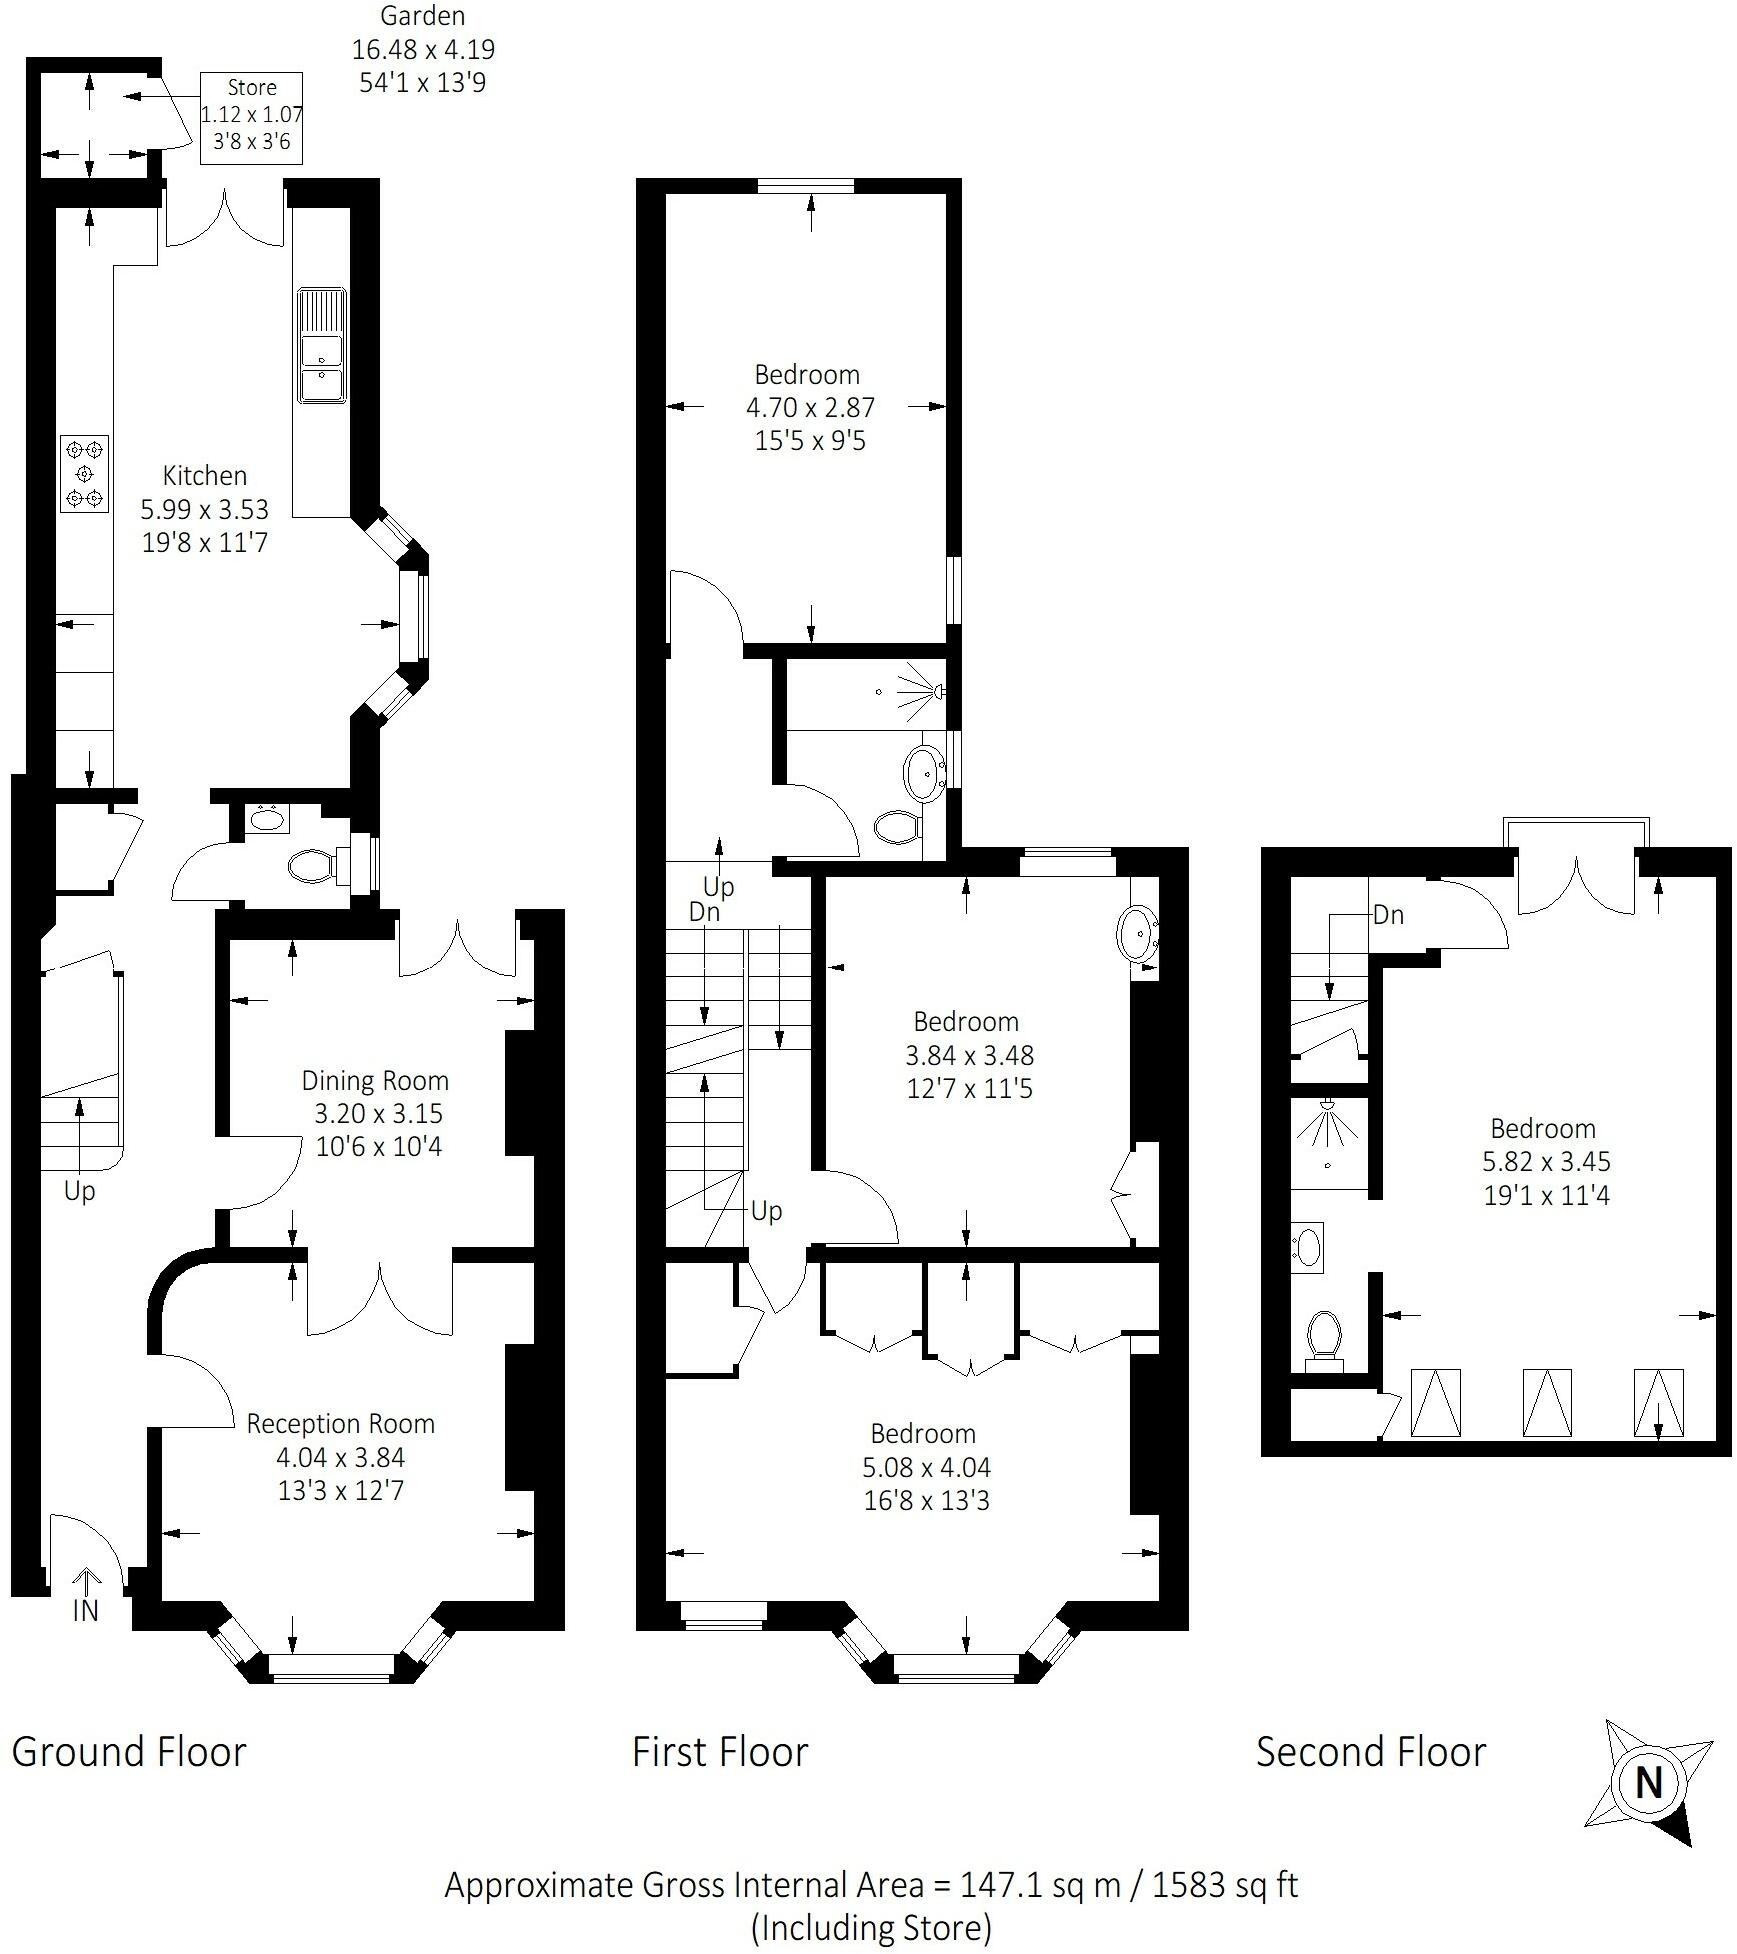 Garden
16.48 x 4.19
54'1 x 13'9
Store
1.12 x 1.07
3'8 x 3'6
Kitchen
5.99 x 3.53
19'8 x 11'7
Up
Dining Room
3.20 x 3.15
10'6 x 10'4
Reception Room
4.04 x 3.84
13'3 x 12'7
IN
Ground Floor
Bedroom
4.70 x 2.87
15'5 x 9'5
Up
Dn
Bedroom
3.84 x 3.48
12'7 x 11'5
Up
Bedroom
5.08 x 4.04
16'8 x 13'3
First Floor
Dn
Bedroom
5.82 x 3.45
19'1 x 11'4
Second Floor
N
Approximate Gross Internal Area = 147.1 sq m / 1583 sq ft
(Including Store)